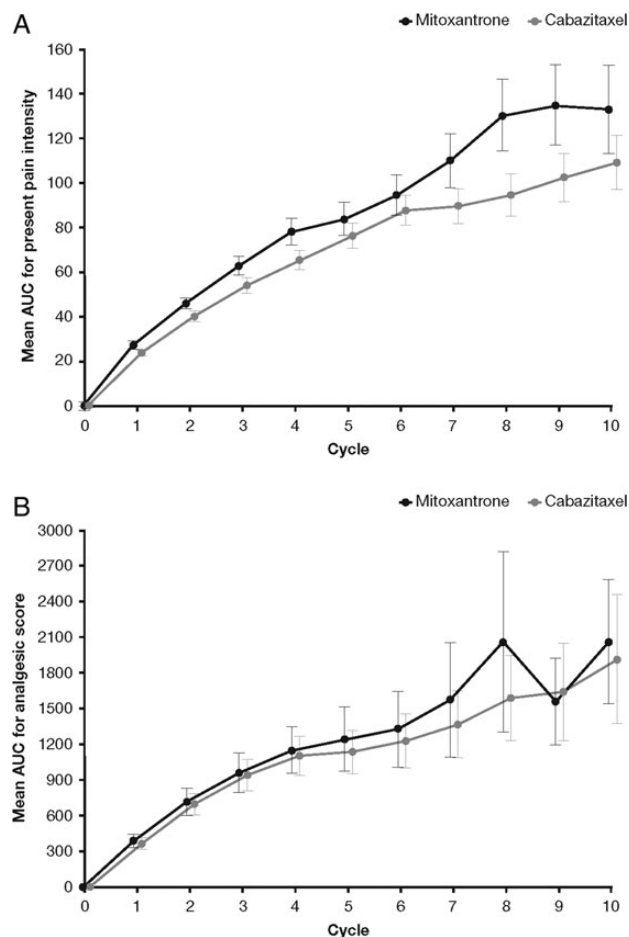 A
Mitoxantrone Cabazitaxel
160
140
120
100
80
60
40
20
0
Mean AUC for present pain intensity
0 1 2 3 4 5 6 7 8 9 10
Cycle
B
Mitoxantrone Cabazitaxel
3000
2700
2400
2100
1800
1500
1200
900
600
300
0
Mean AUC for analgesic score
0 1 2 3 4 5 6 7 8 9 10
Cycle